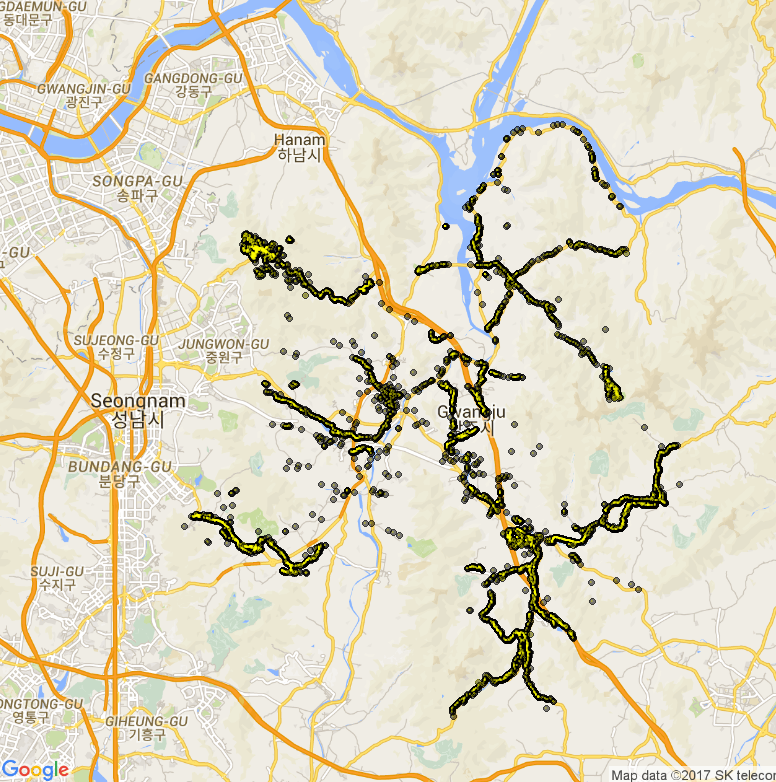 GDAEMUN-GU
동대문구
GWANGJIN-GU
광진구
GANGDONG-GU
강동구
Hanam
하남시
SONGPA-GU
송파구
-GU
구
SUJEONG-GU
수정구
JUNGWON-GU
중원구
Seongnam
성남시
Gwangju
시
BUNDANG-GU
분당구
SUJI-GU
수지구
ONGTONG-GU
영통구
GIHEUNG-GU
기흥구
Google
Map data ©2017 SK telecom